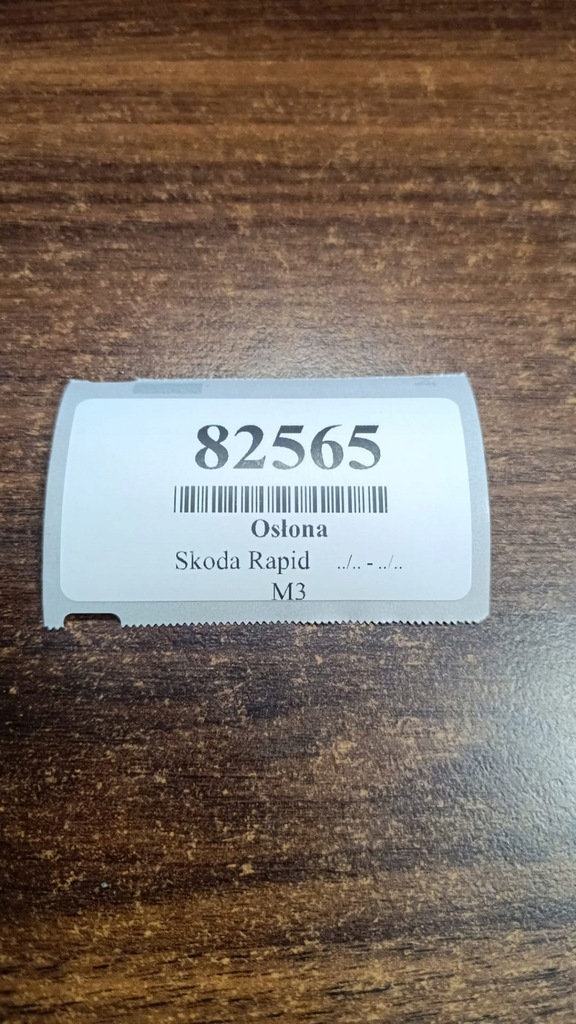 82565
Osłona
Skoda Rapid ../.. - ../..
M3